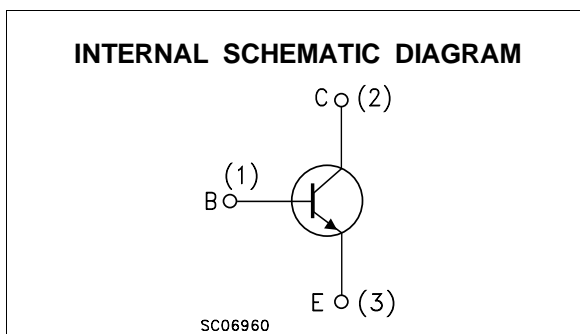 INTERNAL SCHEMATIC DIAGRAM
C (2)
(1)
B
E (3)
SC06960